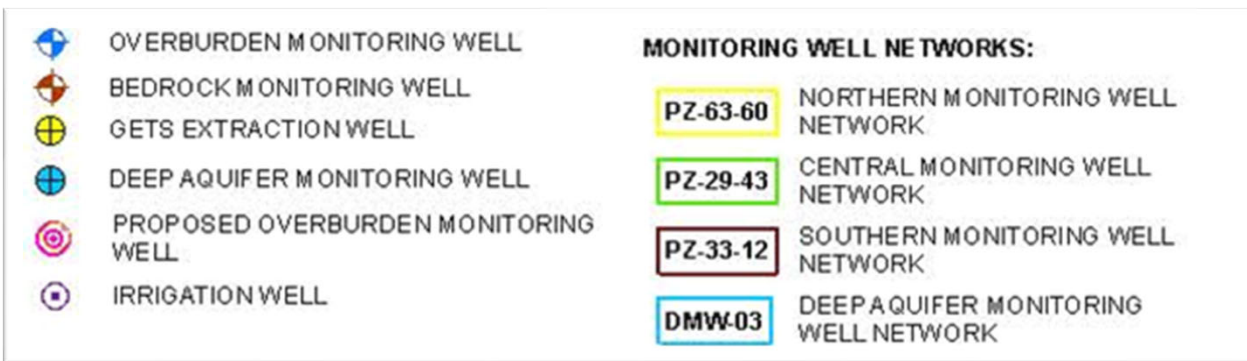 OVERBURDEN MONITORING WELL
BEDROCK MONITORING WELL
GETS EXTRACTION WELL
DEEP AQUIFER MONITORING WELL
PROPOSED OVERBURDEN MONITORING
WELL
IRRIGATION WELL
MONITORING WELL NETWORKS:
PZ-63-60
NORTHERN MONITORING WELL
NETWORK
PZ-29-43
CENTRAL MONITORING WELL
NETWORK
PZ-33-12
SOUTHERN MONITORING WELL
NETWORK
DMW-03
DEEP AQUIFER MONITORING
WELL NETWORK